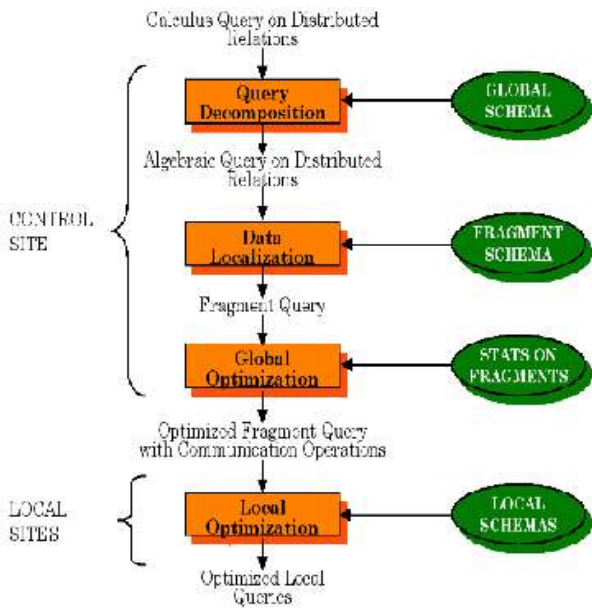 Calculus Query on Distributed
Relations
Query
Decomposition
GLOBAL
SCHEMA
Algebraic Query on Distributed
Relations
CONTROL
SITE
Data
Localization
FRAGMENT
SCHEMA
Fragment Query
Global
Optimization
STATS ON
FRAGMENTS
Optimized Fragment Query
with Communication Operations
LOCAL
SITES
Local
Optimization
LOCAL
SCHEMAS
Optimized Local
Queries